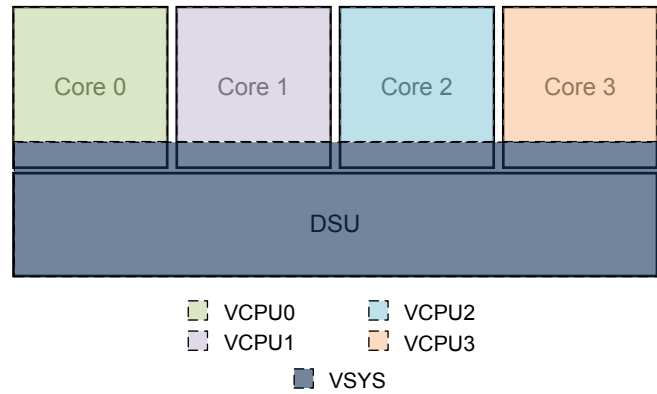 Core 0 Core 1 Core 2 Core 3
DSU
VCPU0 VCPU2
VCPU1 VCPU3
VSYS